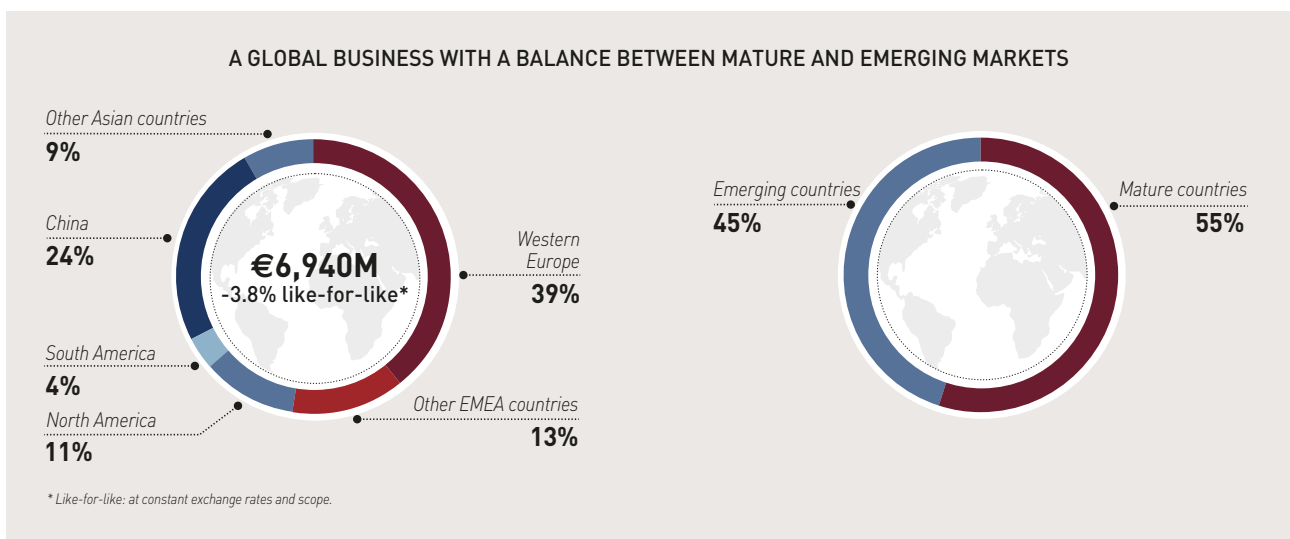 A GLOBAL BUSINESS WITH A BALANCE BETWEEN MATURE AND EMERGING MARKETS
Other Asian countries
9%
China
24%
South America
4%
North America
11%
€6,940M
-3.8% like-for-like*
Western
Europe
39%
Other EMEA countries
13%
* Like-for-like: at constant exchange rates and scope.
Emerging countries
45%
Mature countries
55%